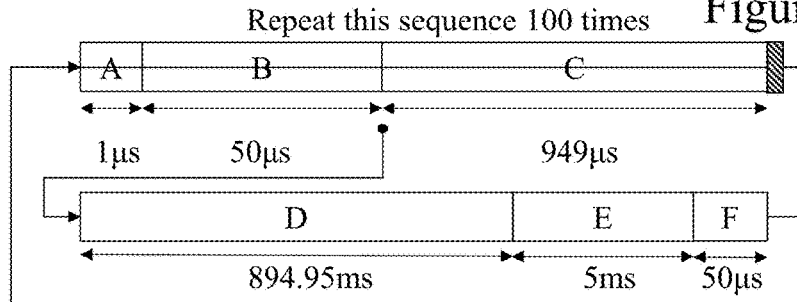 Repeat this sequence 100 times
A B C
1μs 50μs 949μs
D E F
894.95ms 5ms 50μs